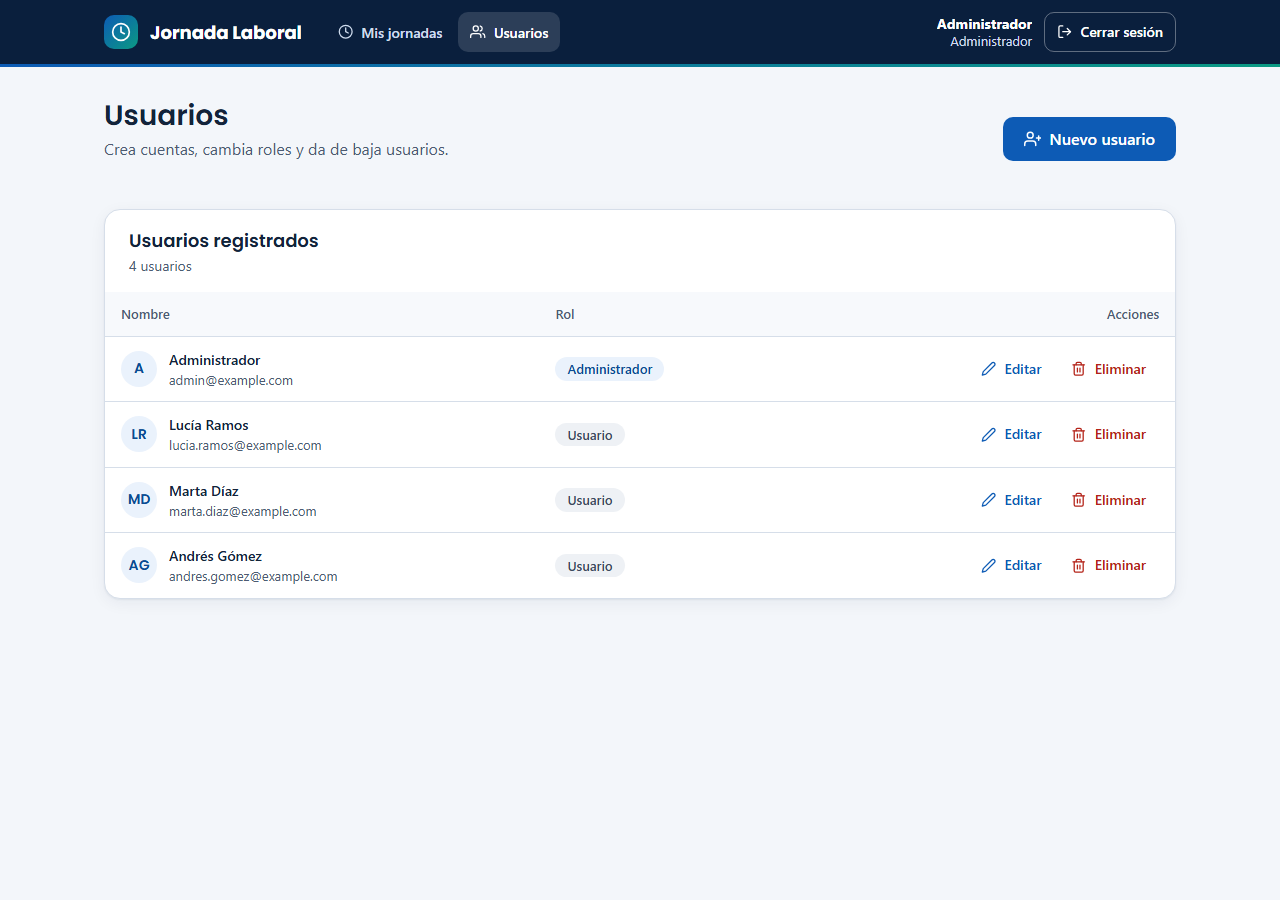 Jornada Laboral
Mis jornadas
Usuarios
Administrador
Administrador
Cerrar sesión
Usuarios
Crea cuentas, cambia roles y da de baja usuarios.
Nuevo usuario
Usuarios registrados
4 usuarios
Nombre Rol Acciones
A Administrador
admin@example.com
Administrador
Editar Eliminar
LR Lucía Ramos
lucia.ramos@example.com
Usuario
Editar Eliminar
MD Marta Díaz
marta.diaz@example.com
Usuario
Editar Eliminar
AG Andrés Gómez
andres.gomez@example.com
Usuario
Editar Eliminar